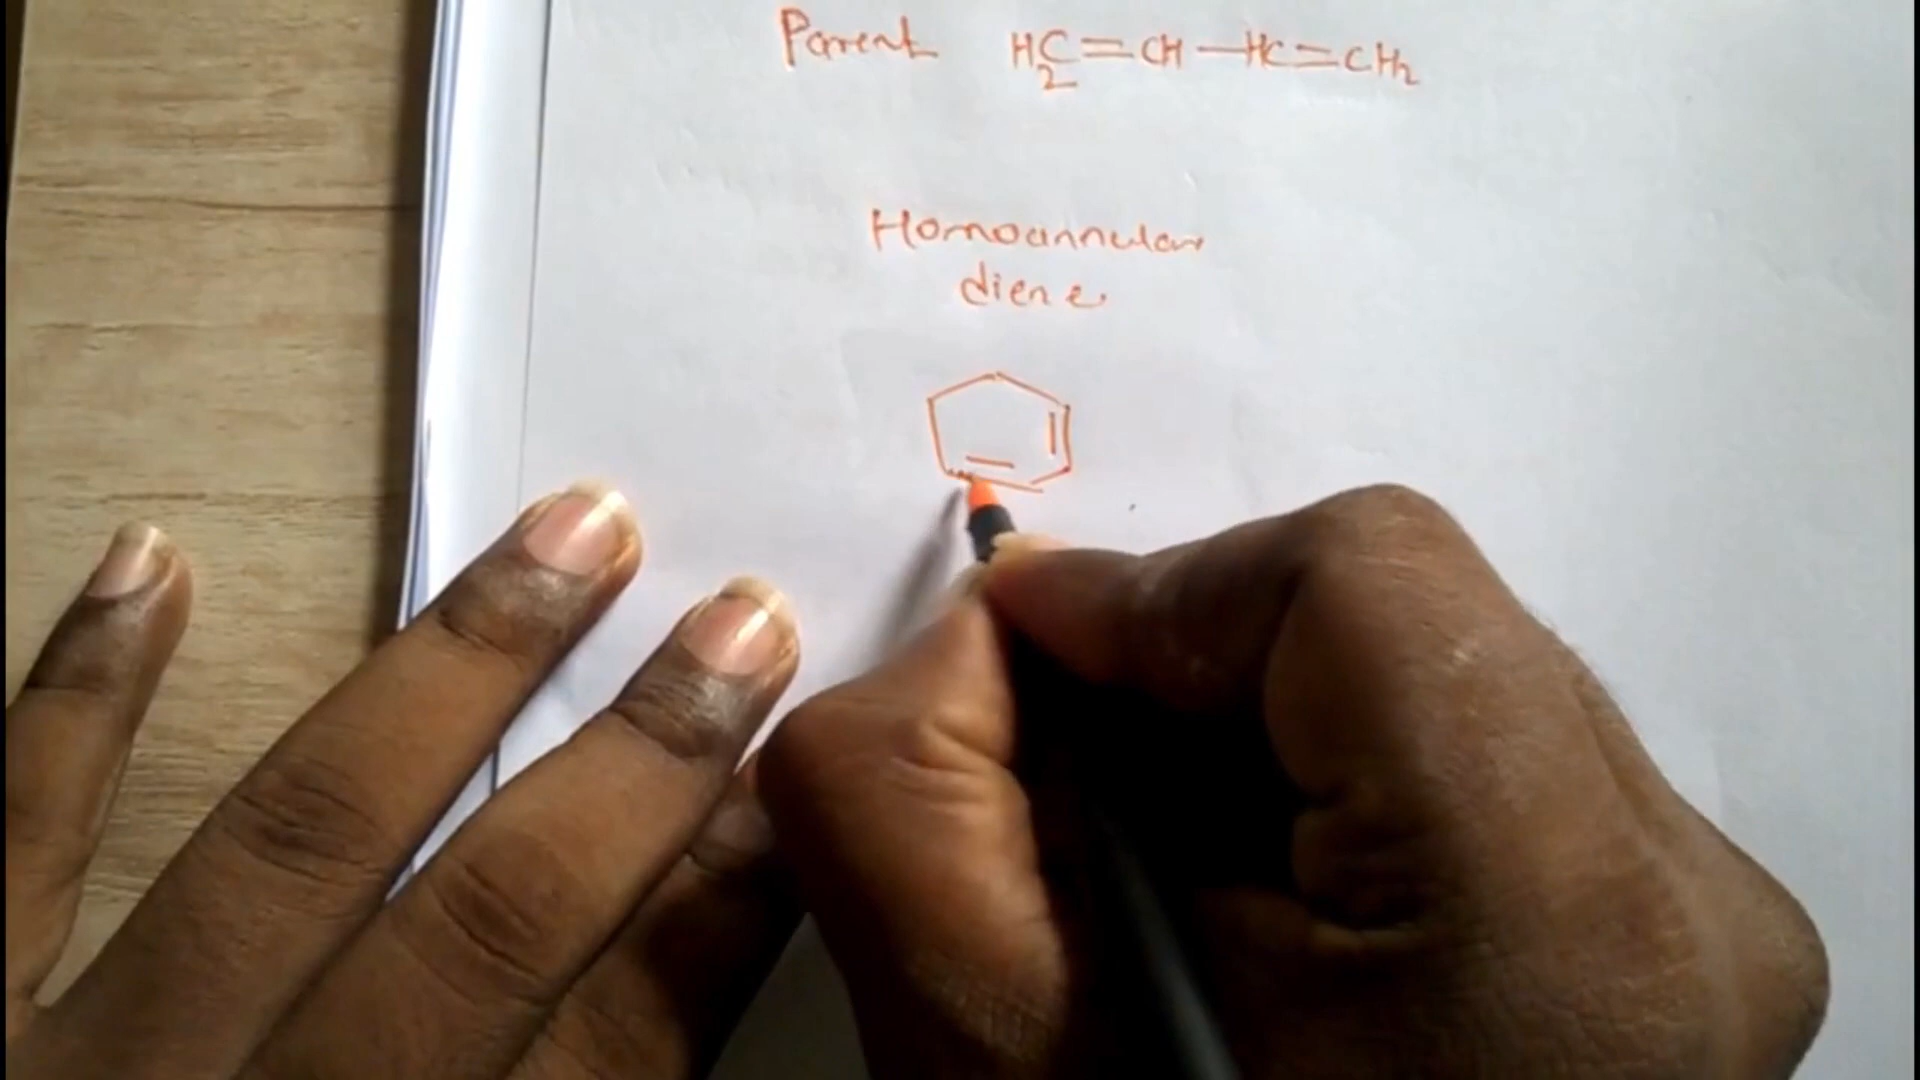 Parent H₂C=CH—HC=CH₂
Homoannular
diene